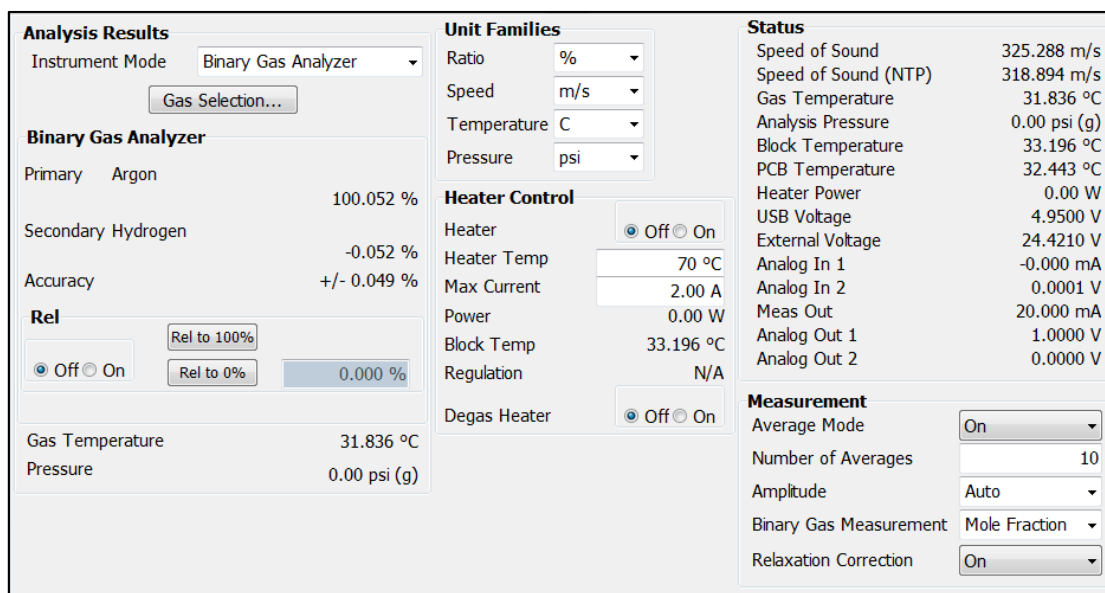 Analysis Results
Instrument Mode Binary Gas Analyzer
Gas Selection...
Binary Gas Analyzer
Primary Argon
100.052 %
Secondary Hydrogen
-0.052 %
Accuracy +/- 0.049 %
Rel
Rel to 100%
Off On
Rel to 0% 0.000 %
Gas Temperature 31.836 ºC
Pressure 0.00 psi (g)
Unit Families
Ratio %
Speed m/s
Temperature C
Pressure psi
Heater Control
Heater Off On
Heater Temp 70 ºC
Max Current 2.00 A
Power 0.00 W
Block Temp 33.196 ºC
Regulation N/A
Degas Heater Off On
Status
Speed of Sound 325.288 m/s
Speed of Sound (NTP) 318.894 m/s
Gas Temperature 31.836 ºC
Analysis Pressure 0.00 psi (g)
Block Temperature 33.196 ºC
PCB Temperature 32.443 ºC
Heater Power 0.00 W
USB Voltage 4.9500 V
External Voltage 24.4210 V
Analog In 1 -0.000 mA
Analog In 2 0.0001 V
Meas Out 20.000 mA
Analog Out 1 1.0000 V
Analog Out 2 0.0000 V
Measurement
Average Mode On
Number of Averages 10
Amplitude Auto
Binary Gas Measurement Mole Fraction
Relaxation Correction On